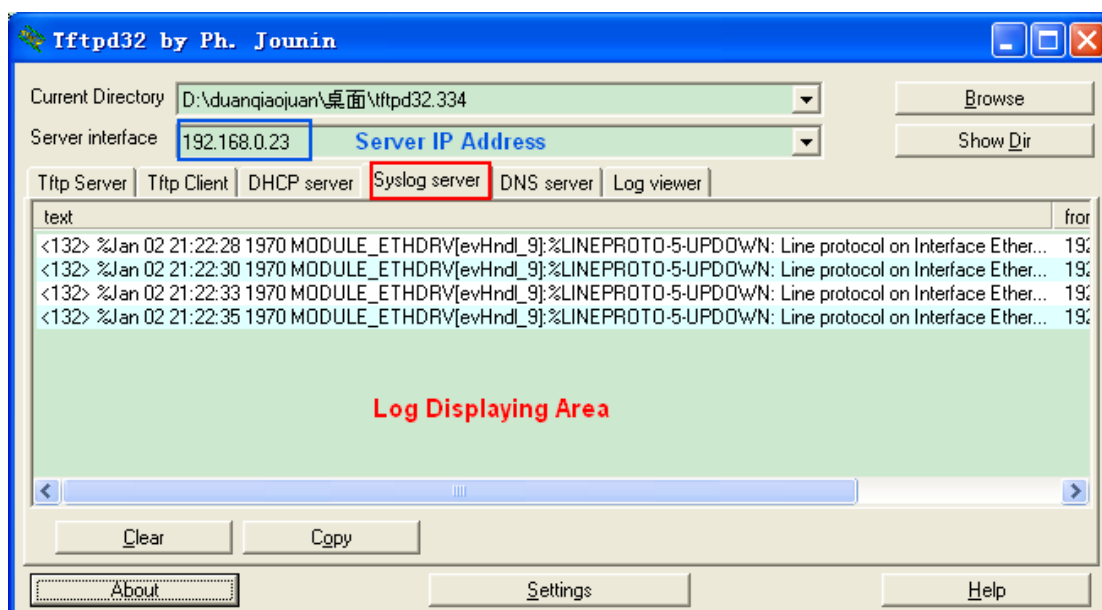 Tftpd32 by Ph. Jounin
Current Directory D:\duanqiaojuan\桌面\tftpd32.334 Browse
Server interface 192.168.0.23 Server IP Address Show Dir
Tftp Server Tftp Client DHCP server Syslog server DNS server Log viewer
text fror
<132> %Jan 02 21:22:28 1970 MODULE_ETHDRV[evHndl_9]:%LINEPROTO-5-UPDOWN: Line protocol on Interface Ether... 192
<132> %Jan 02 21:22:30 1970 MODULE_ETHDRV[evHndl_9]:%LINEPROTO-5-UPDOWN: Line protocol on Interface Ether... 192
<132> %Jan 02 21:22:33 1970 MODULE_ETHDRV[evHndl_9]:%LINEPROTO-5-UPDOWN: Line protocol on Interface Ether... 192
<132> %Jan 02 21:22:35 1970 MODULE_ETHDRV[evHndl_9]:%LINEPROTO-5-UPDOWN: Line protocol on Interface Ether... 192
Log Displaying Area
Clear Copy
About Settings Help